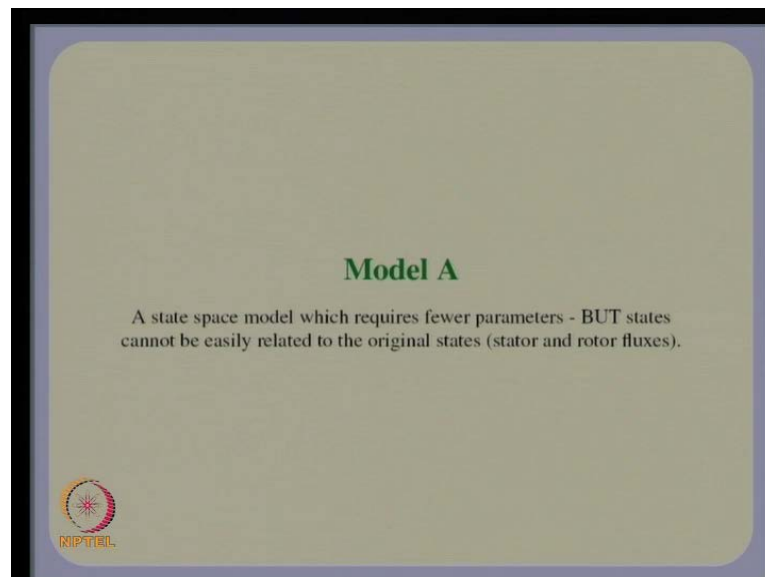 Model A
A state space model which requires fewer parameters - BUT states
cannot be easily related to the original states (stator and rotor fluxes).
NPTEL